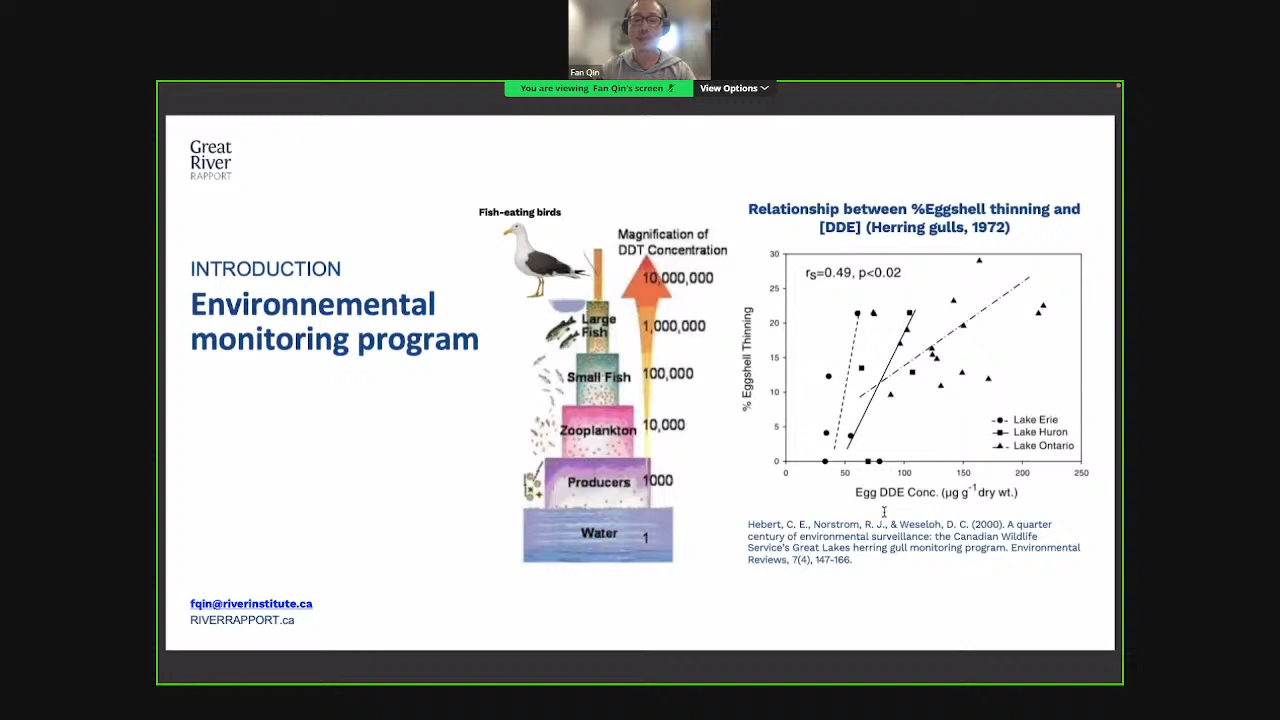 Fan Qin
You are viewing Fan Qin's screen
View Options
Great
River
RAPPORT
INTRODUCTION
Environnemental
monitoring program
fqin@riverinstitute.ca
RIVERRAPPORT.ca
Fish-eating birds
Magnification of
DDT Concentration
10,000,000
Large
Fish
1,000,000
Small Fish
100,000
Zooplankton
10,000
Producers
1000
Water
1
Relationship between %Eggshell thinning and
[DDE] (Herring gulls, 1972)
rs=0.49, p<0.02
% Eggshell Thinning
30
25
20
15
10
5
0
Lake Erie
Lake Huron
Lake Ontario
0 50 100 150 200 250
Egg DDE Conc. (µg g-1 dry wt.)
Hebert, C. E., Norstrom, R. J., & Weseloh, D. C. (2000). A quarter
century of environmental surveillance: the Canadian Wildlife
Service's Great Lakes herring gull monitoring program. Environmental
Reviews, 7(4), 147-166.